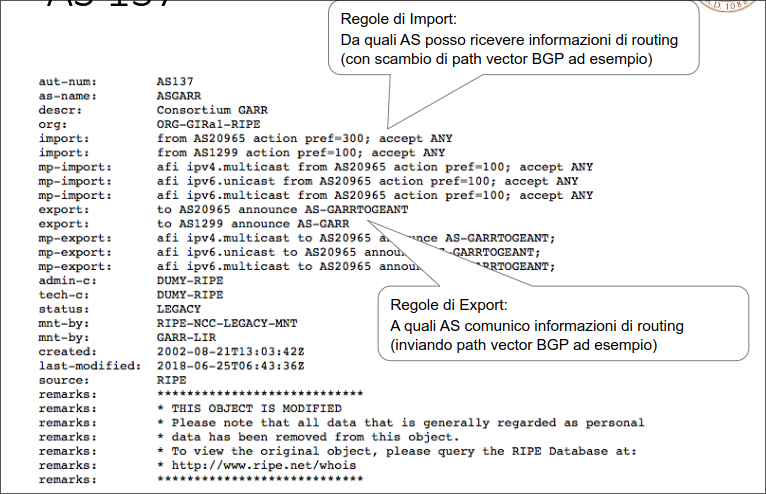 AS 137
Regole di Import:
Da quali AS posso ricevere informazioni di routing
(con scambio di path vector BGP ad esempio)
aut-num: AS137
as-name: ASGARR
descr: Consortium GARR
org: ORG-GIRa1-RIPE
import: from AS20965 action pref=300; accept ANY
import: from AS1299 action pref=100; accept ANY
mp-import: afi ipv4.multicast from AS20965 action pref=100; accept ANY
mp-import: afi ipv6.unicast from AS20965 action pref=100; accept ANY
mp-import: afi ipv6.multicast from AS20965 action pref=100; accept ANY
export: to AS20965 announce AS-GARRTOGEANT
export: to AS1299 announce AS-GARR
mp-export: afi ipv4.multicast to AS20965 announce AS-GARRTOGEANT;
mp-export: afi ipv6.unicast to AS20965 GARRTOGEANT;
mp-export: afi ipv6.multicast to AS20965 TOGEANT;
admin-c: DUMY-RIPE
tech-c: DUMY-RIPE
status: LEGACY
mnt-by: RIPE-NCC-LEGACY-MNT
mnt-by: GARR-LIR
created: 2002-08-21T13:03:42Z
last-modified: 2018-06-25T06:43:36Z
source: RIPE
Regole di Export:
A quali AS comunico informazioni di routing
(inviando path vector BGP ad esempio)
remarks: ****************************
remarks: * THIS OBJECT IS MODIFIED
remarks: * Please note that all data that is generally regarded as personal
remarks: * data has been removed from this object.
remarks: * To view the original object, please query the RIPE Database at:
remarks: * http://www.ripe.net/whois
remarks: ****************************